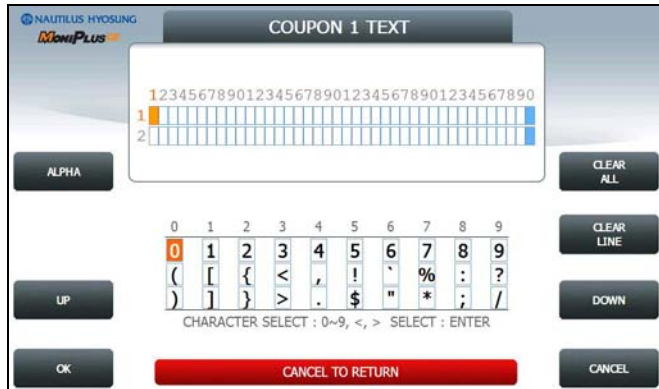 NAUTILUS HYOSUNG
MoniPlus
COUPON 1 TEXT
1234567890123456789012345678901234567890
1
2
ALPHA
CLEAR
ALL
0 1 2 3 4 5 6 7 8 9
0 1 2 3 4 5 6 7 8 9
( [ { < , ! ` % : ?
) ] } > . $ " * ; /
CLEAR
LINE
UP
DOWN
CHARACTER SELECT : 0~9, <, > SELECT : ENTER
OK
CANCEL TO RETURN
CANCEL